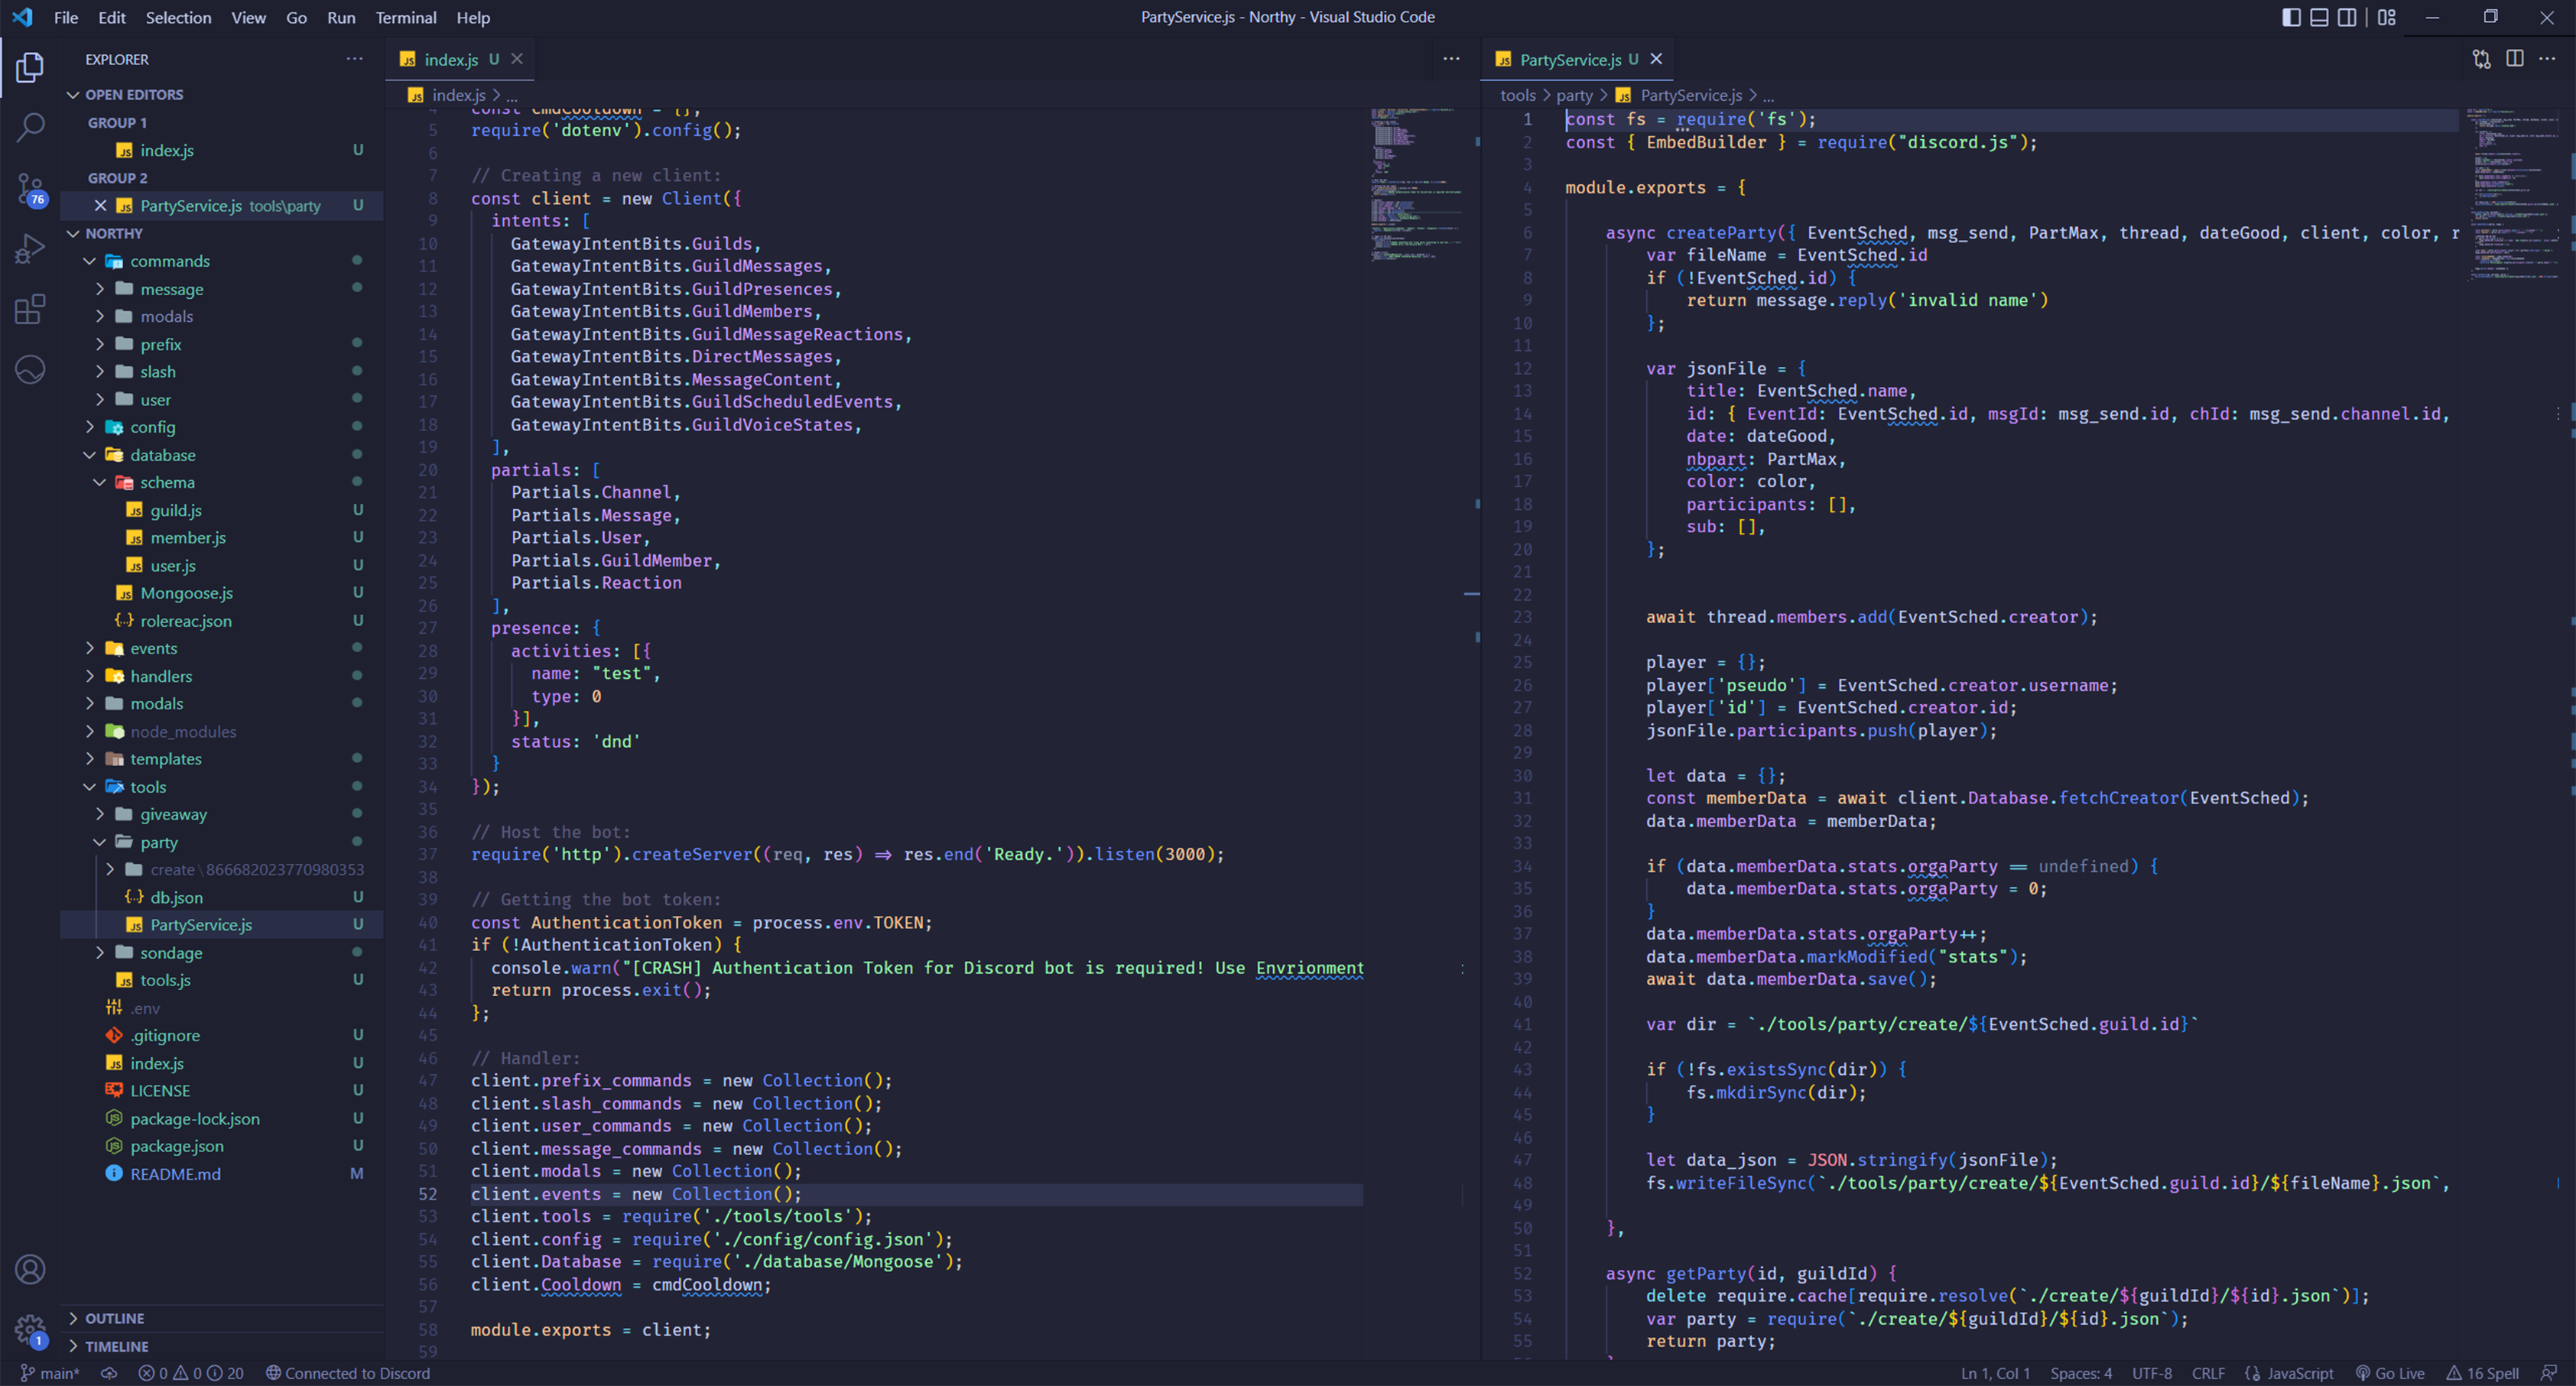 File Edit Selection View Go Run Terminal Help
PartyService.js - Northy - Visual Studio Code
EXPLORER
OPEN EDITORS
GROUP 1
index.js U
GROUP 2
PartyService.js tools\party U
NORTHY
commands
message
modals
prefix
slash
user
config
database
schema
guild.js U
member.js U
user.js U
Mongoose.js U
rolereac.json U
events
handlers
modals
node_modules
templates
tools
giveaway
party
create\866682023770980353
db.json U
PartyService.js U
sondage
tools.js U
.env
.gitignore U
index.js U
LICENSE U
package-lock.json U
package.json U
README.md M
OUTLINE
TIMELINE
76
1
index.js U
index.js > ...
4 const cmdCooldown = {};
5 require('dotenv').config();
6
7 // Creating a new client:
8 const client = new Client({
9 intents: [
10 GatewayIntentBits.Guilds,
11 GatewayIntentBits.GuildMessages,
12 GatewayIntentBits.GuildPresences,
13 GatewayIntentBits.GuildMembers,
14 GatewayIntentBits.GuildMessageReactions,
15 GatewayIntentBits.DirectMessages,
16 GatewayIntentBits.MessageContent,
17 GatewayIntentBits.GuildScheduledEvents,
18 GatewayIntentBits.GuildVoiceStates,
19 ],
20 partials: [
21 Partials.Channel,
22 Partials.Message,
23 Partials.User,
24 Partials.GuildMember,
25 Partials.Reaction
26 ],
27 presence: {
28 activities: [{
29 name: "test",
30 type: 0
31 }],
32 status: 'dnd'
33 }
34 });
35
36 // Host the bot:
37 require('http').createServer((req, res) => res.end('Ready.')).listen(3000);
38
39 // Getting the bot token:
40 const AuthenticationToken = process.env.TOKEN;
41 if (!AuthenticationToken) {
42 console.warn("[CRASH] Authentication Token for Discord bot is required! Use Envrionment
43 return process.exit();
44 };
45
46 // Handler:
47 client.prefix_commands = new Collection();
48 client.slash_commands = new Collection();
49 client.user_commands = new Collection();
50 client.message_commands = new Collection();
51 client.modals = new Collection();
52 client.events = new Collection();
53 client.tools = require('./tools/tools');
54 client.config = require('./config/config.json');
55 client.Database = require('./database/Mongoose');
56 client.Cooldown = cmdCooldown;
57
58 module.exports = client;
59
PartyService.js U
tools > party > PartyService.js > ...
1 const fs = require('fs');
2 const { EmbedBuilder } = require("discord.js");
3
4 module.exports = {
5
6 async createParty({ EventSched, msg_send, PartMax, thread, dateGood, client, color, r
7 var fileName = EventSched.id
8 if (!EventSched.id) {
9 return message.reply('invalid name')
10 };
11
12 var jsonFile = {
13 title: EventSched.name,
14 id: { EventId: EventSched.id, msgId: msg_send.id, chId: msg_send.channel.id,
15 date: dateGood,
16 nbpart: PartMax,
17 color: color,
18 participants: [],
19 sub: [],
20 };
21
22
23 await thread.members.add(EventSched.creator);
24
25 player = {};
26 player['pseudo'] = EventSched.creator.username;
27 player['id'] = EventSched.creator.id;
28 jsonFile.participants.push(player);
29
30 let data = {};
31 const memberData = await client.Database.fetchCreator(EventSched);
32 data.memberData = memberData;
33
34 if (data.memberData.stats.orgaParty == undefined) {
35 data.memberData.stats.orgaParty = 0;
36 }
37 data.memberData.stats.orgaParty++;
38 data.memberData.markModified("stats");
39 await data.memberData.save();
40
41 var dir = `./tools/party/create/${EventSched.guild.id}`
42
43 if (!fs.existsSync(dir)) {
44 fs.mkdirSync(dir);
45 }
46
47 let data_json = JSON.stringify(jsonFile);
48 fs.writeFileSync(`./tools/party/create/${EventSched.guild.id}/${fileName}.json`,
49
50 },
51
52 async getParty(id, guildId) {
53 delete require.cache[require.resolve(`./create/${guildId}/${id}.json`)];
54 var party = require(`./create/${guildId}/${id}.json`);
55 return party;
main* 0 0 20 Connected to Discord
Ln 1, Col 1 Spaces: 4 UTF-8 CRLF JavaScript Go Live 16 Spell